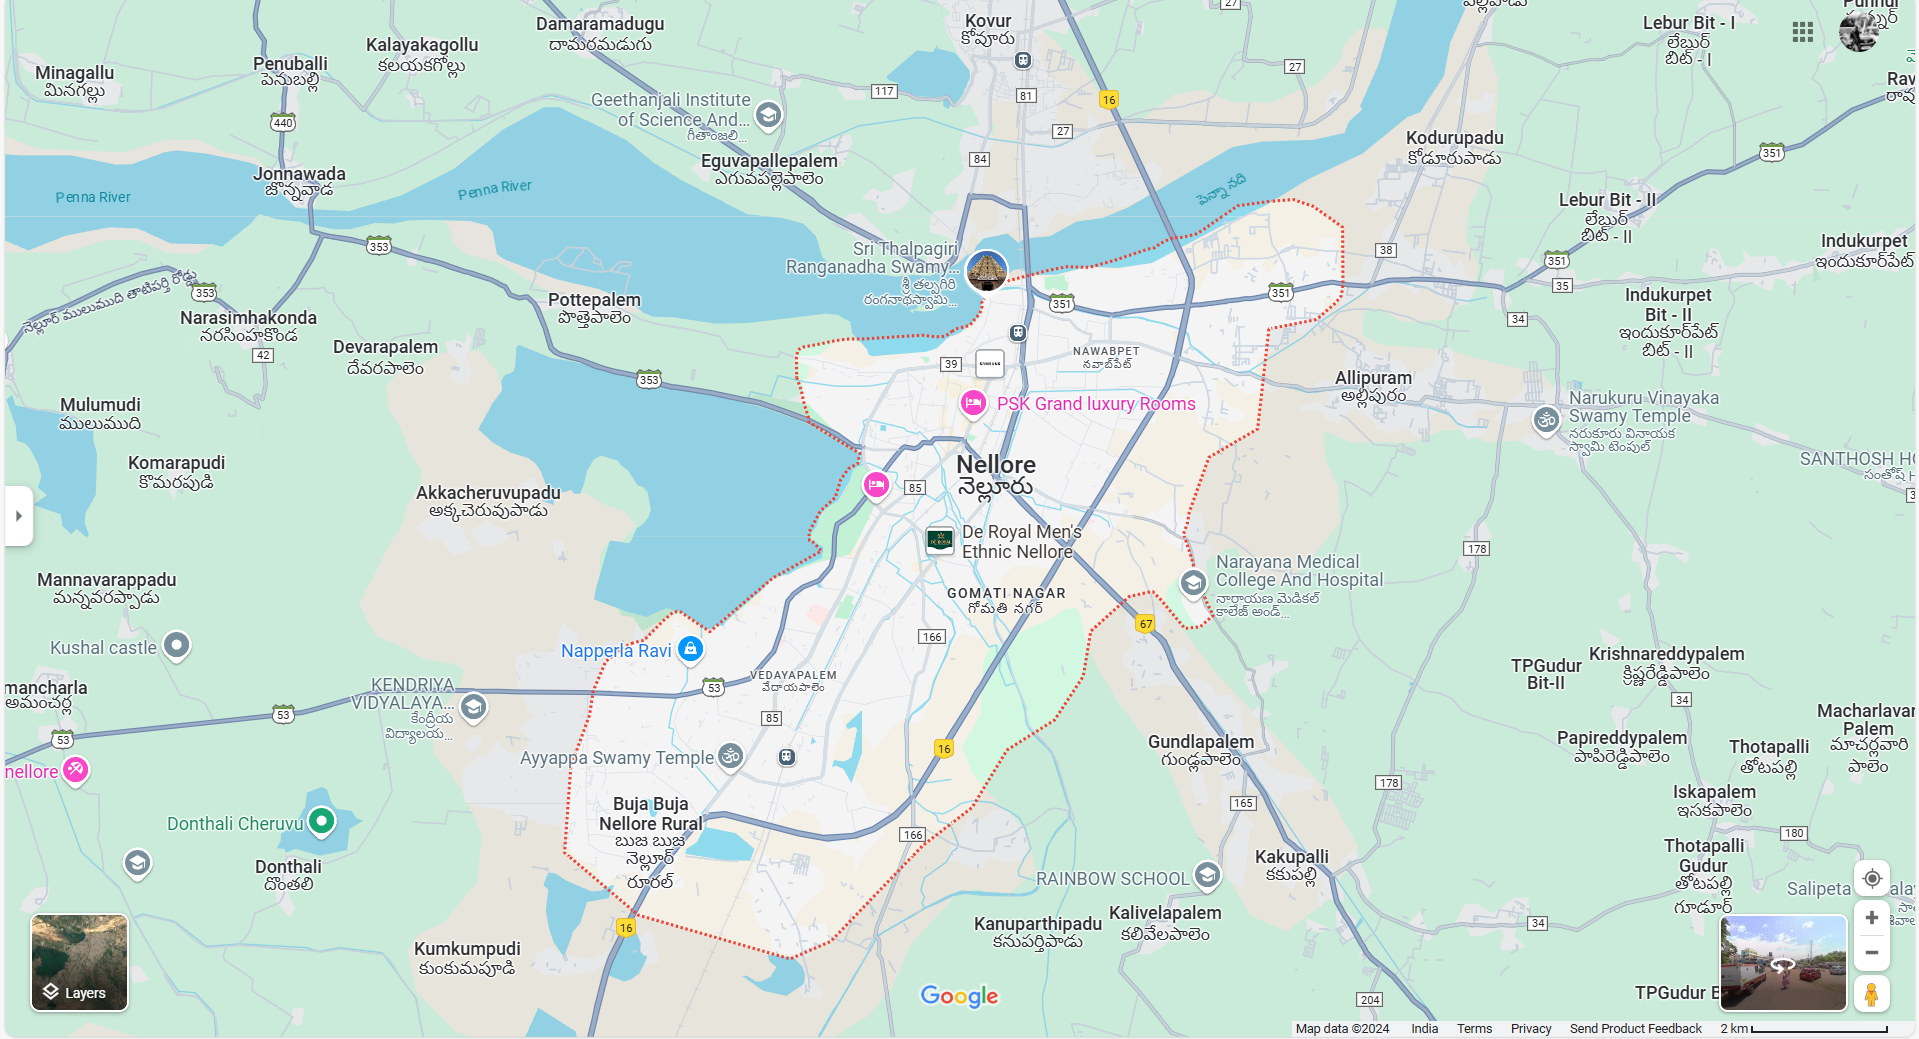 Damaramadugu
దామరమడుగు
Kovur
కోవూరు
27
Lebur Bit - I
లేబుర్
బిట్ - I
Kalayakagollu
కలయకగోల్లు
Penuballi
పెనుబల్లి
Minagallu
మినగల్లు
440
Geethanjali Institute
of Science And...
గీతాంజలి...
117
81
16
27
27
84
351
Kodurupadu
కోడూరుపాడు
Eguvapallepalem
ఎగువపల్లెపాలెం
Jonnawada
జొన్నవాడ
Penna River
Penna River
పెన్నా నది
Lebur Bit - II
లేబుర్
బిట్ - II
Indukurpet
ఇందుకూర్‌పేట్
353
353
నెల్లూర్ ములుముది తాటిపర్తి రోడ్డు
Sri Thalpagiri
Ranganadha Swamy...
శ్రీ తల్పగిరి
రంగనాథస్వామి...
38
351
35
351
351
34
Indukurpet
Bit - II
ఇందుకూర్‌పేట్
బిట్ - II
Pottepalem
పొత్తెపాలెం
Narasimhakonda
నరసింహకొండ
42
Devarapalem
దేవరపాలెం
353
39
SAMSUNG
NAWABPET
నవాబ్‌పేట్
Allipuram
అల్లిపురం
PSK Grand luxury Rooms
Narukuru Vinayaka
Swamy Temple
నరుకూరు వినాయక
స్వామి టెంపుల్
Mulumudi
ములుముది
Komarapudi
కొమరపుడి
SANTHOSH H
సంతోష్ H
Nellore
నెల్లూరు
85
Akkacheruvupadu
అక్కచెరువుపాడు
De Royal Men's
Ethnic Nellore
DE ROYAL
178
Narayana Medical
College And Hospital
నారాయణ మెడికల్
కాలేజ్ అండ్...
Mannavarappadu
మన్నవరప్పాడు
GOMATI NAGAR
గోమతి నగర్
67
166
Kushal castle
Napperla Ravi
VEDAYAPALEM
వేదాయపాలెం
53
TPGudur
Bit-II
Krishnareddypalem
క్రిష్ణరేడ్డిపాలెం
34
mancharla
అమంచర్ల
KENDRIYA
VIDYALAYA...
కేంద్రీయ
విద్యాలయ...
53
53
85
16
Gundlapalem
గుండ్లపాలెం
Papireddypalem
పాపిరెడ్డిపాలెం
Machar­lavar
Palem
మాచర్లవారి
పాలెం
Thotapalli
తోటపల్లి
nellore
Ayyappa Swamy Temple
178
165
Iskapalem
ఇసకపాలెం
180
Buja Buja
Nellore Rural
బుజ బుజ
నెల్లూర్
రూరల్
Donthali Cheruvu
Donthali
దొంతలి
166
Kakupalli
కకుపల్లి
Thotapalli
Gudur
తోటపల్లి
గూడూర్
RAINBOW SCHOOL
Salipeta
Kanuparthipadu
కనుపర్తిపాడు
Kalivelapalem
కలివేలపాలెం
34
16
Kumkumpudi
కుంకుమపూడి
Layers
Google
204
TPGudur B
Map data ©2024
India
Terms
Privacy
Send Product Feedback
2 km